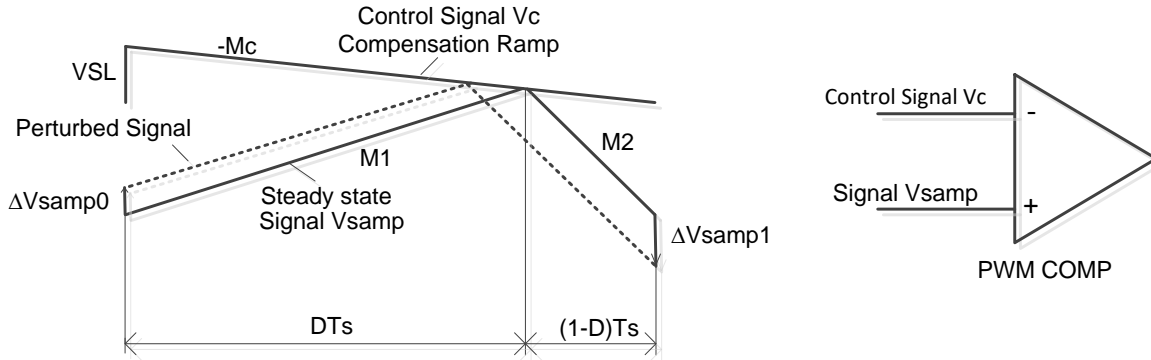 Control Signal Vc
Compensation Ramp
-Mc
VSL
Perturbed Signal
M1
M2
Steady state
Signal Vsamp
ΔVsamp0
ΔVsamp1
DTs
(1-D)Ts
Control Signal Vc
-
Signal Vsamp
+
PWM COMP